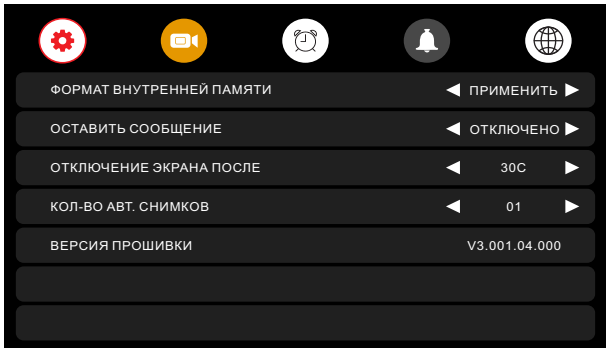 ФОРМАТ ВНУТРЕННЕЙ ПАМЯТИ ПРИМЕНИТЬ
ОСТАВИТЬ СООБЩЕНИЕ ОТКЛЮЧЕНО
ОТКЛЮЧЕНИЕ ЭКРАНА ПОСЛЕ 30С
КОЛ-ВО АВТ. СНИМКОВ 01
ВЕРСИЯ ПРОШИВКИ V3.001.04.000